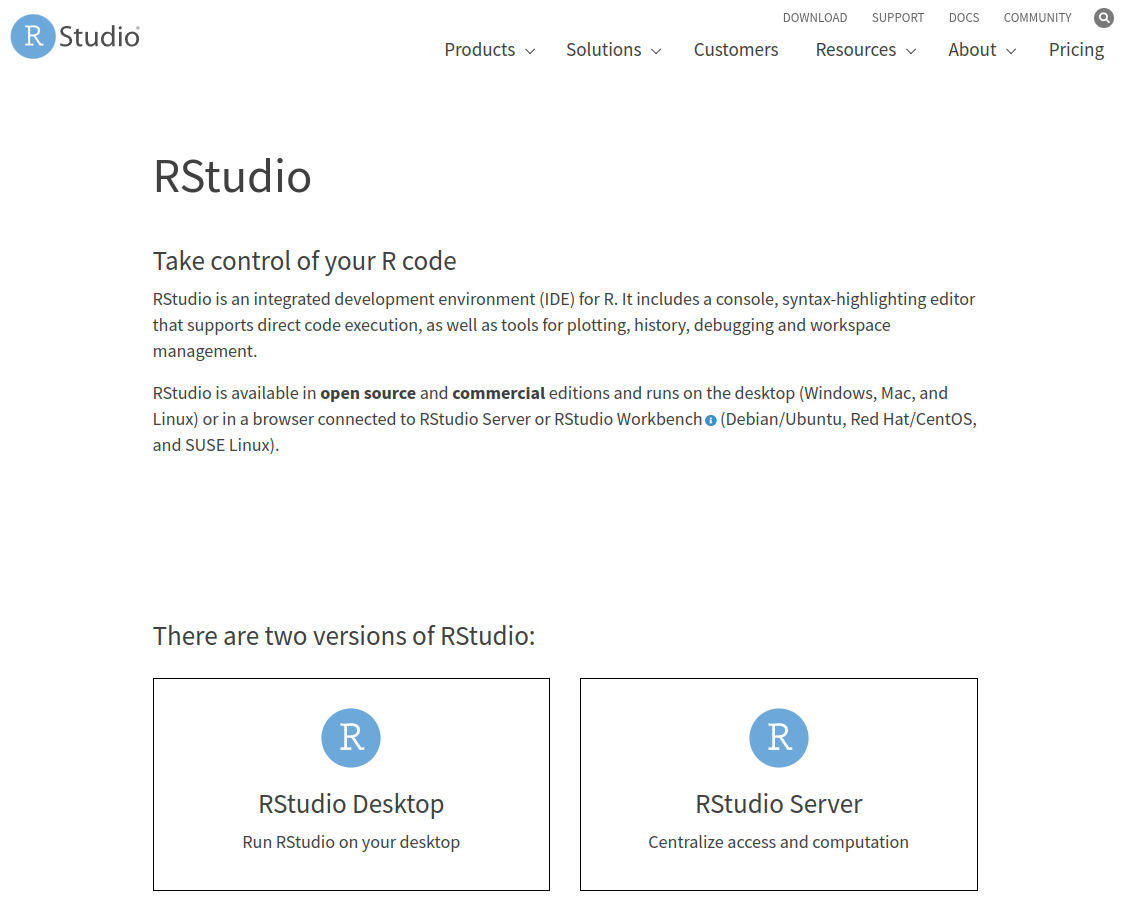 R Studio®
DOWNLOAD SUPPORT DOCS COMMUNITY
Products Solutions Customers Resources About Pricing
RStudio
Take control of your R code
RStudio is an integrated development environment (IDE) for R. It includes a console, syntax-highlighting editor
that supports direct code execution, as well as tools for plotting, history, debugging and workspace
management.
RStudio is available in open source and commercial editions and runs on the desktop (Windows, Mac, and
Linux) or in a browser connected to RStudio Server or RStudio Workbench i (Debian/Ubuntu, Red Hat/CentOS,
and SUSE Linux).
There are two versions of RStudio:
R
RStudio Desktop
Run RStudio on your desktop
R
RStudio Server
Centralize access and computation